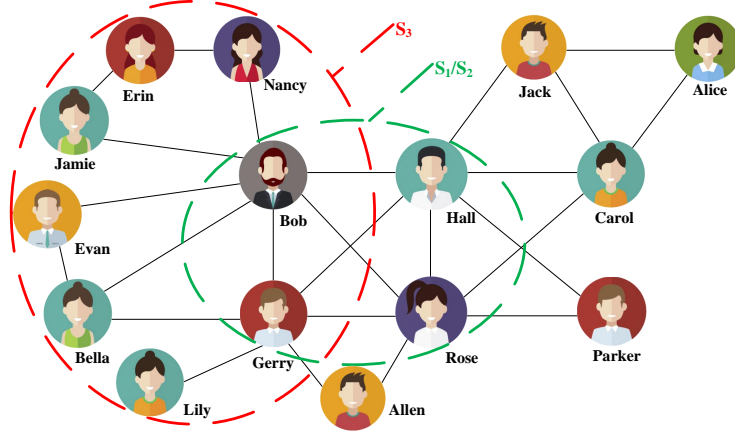 S3
S1/S2
Erin
Nancy
Jack
Alice
Jamie
Bob
Hall
Carol
Evan
Bella
Gerry
Rose
Parker
Lily
Allen